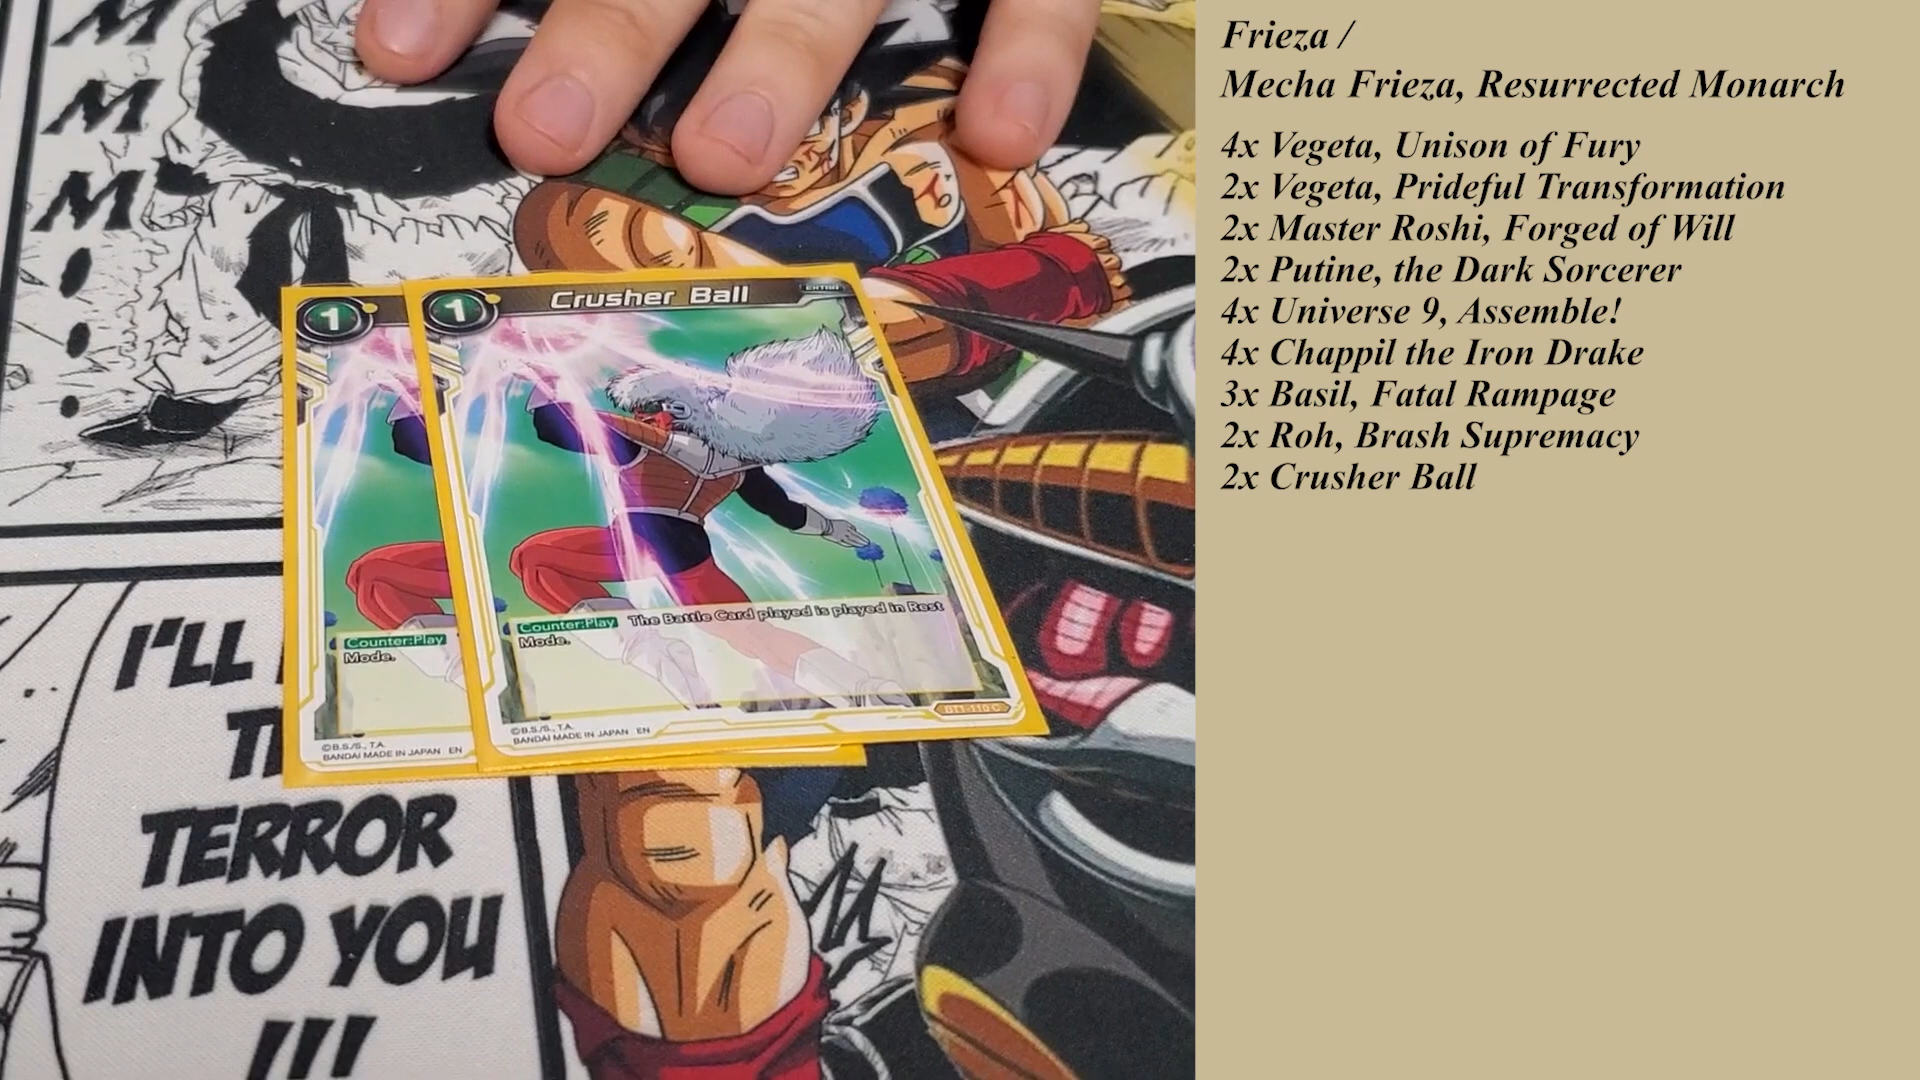 M
M
M
!
1
1
Crusher Ball
EXTRA
Counter:Play
Mode.
Counter:Play The Battle Card played is played in Rest
Mode.
BT1-110 C
©B.S./S., T.A.
BANDAI MADE IN JAPAN EN
©B.S./S., T.A.
BANDAI MADE IN JAPAN EN
I'LL
TERROR
INTO YOU
!!!
Frieza /
Mecha Frieza, Resurrected Monarch
4x Vegeta, Unison of Fury
2x Vegeta, Prideful Transformation
2x Master Roshi, Forged of Will
2x Putine, the Dark Sorcerer
4x Universe 9, Assemble!
4x Chappil the Iron Drake
3x Basil, Fatal Rampage
2x Roh, Brash Supremacy
2x Crusher Ball